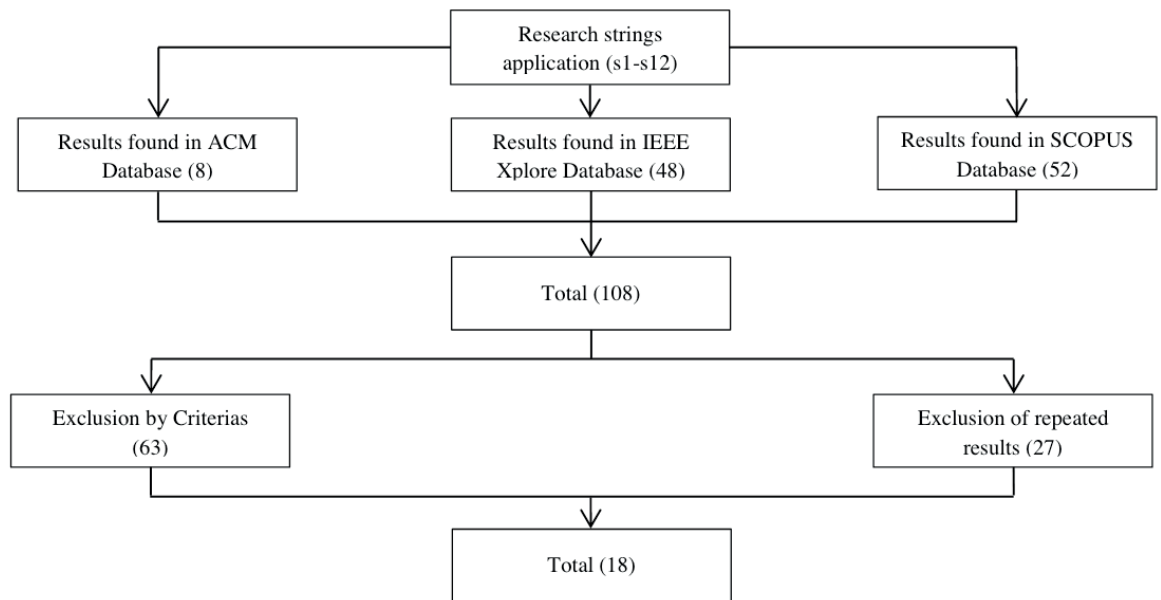 Research strings
application (s1-s12)
Results found in ACM
Database (8)
Results found in IEEE
Xplore Database (48)
Results found in SCOPUS
Database (52)
Total (108)
Exclusion by Criterias
(63)
Exclusion of repeated
results (27)
Total (18)